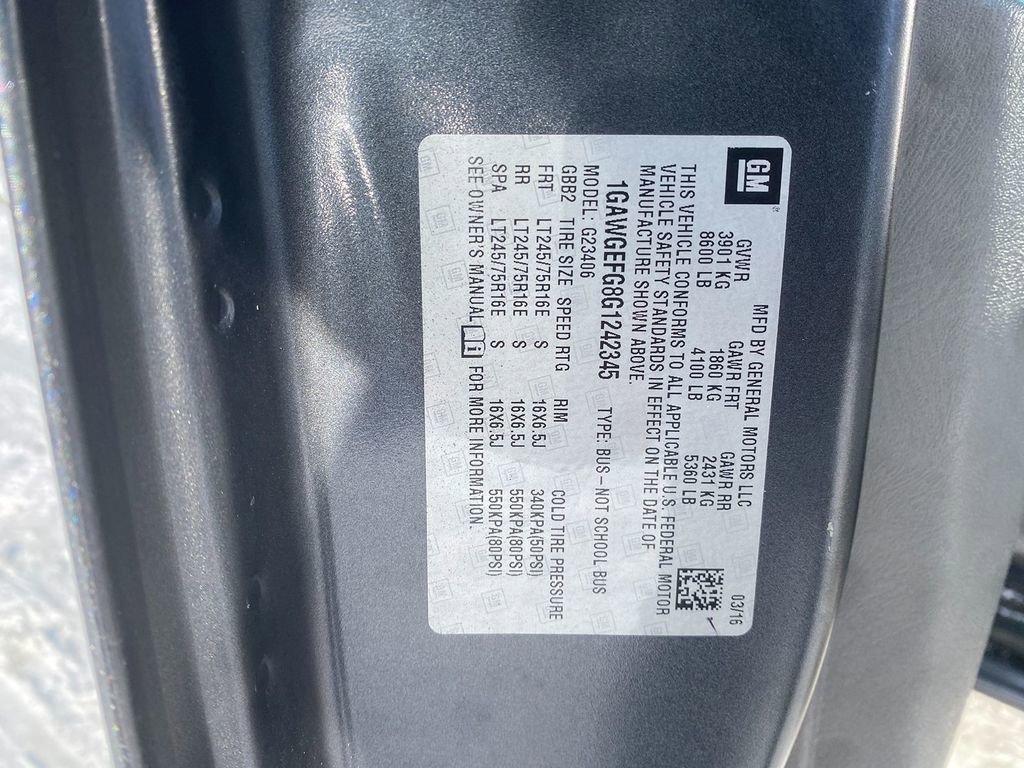 GM
MFD BY GENERAL MOTORS LLC 03/16
GVWR GAWR FRT GAWR RR
3901 KG 1860 KG 2431 KG
8600 LB 4100 LB 5360 LB
THIS VEHICLE CONFORMS TO ALL APPLICABLE U.S. FEDERAL MOTOR
VEHICLE SAFETY STANDARDS IN EFFECT ON THE DATE OF
MANUFACTURE SHOWN ABOVE.
1GAWGEFG8G1242345 TYPE: BUS–NOT SCHOOL BUS
MODEL: G23406
GBB2 TIRE SIZE SPEED RTG RIM COLD TIRE PRESSURE
FRT LT245/75R16E S 16X6.5J 340KPA(50PSI)
RR LT245/75R16E S 16X6.5J 550KPA(80PSI)
SPA LT245/75R16E S 16X6.5J 550KPA(80PSI)
SEE OWNER'S MANUAL FOR MORE INFORMATION.